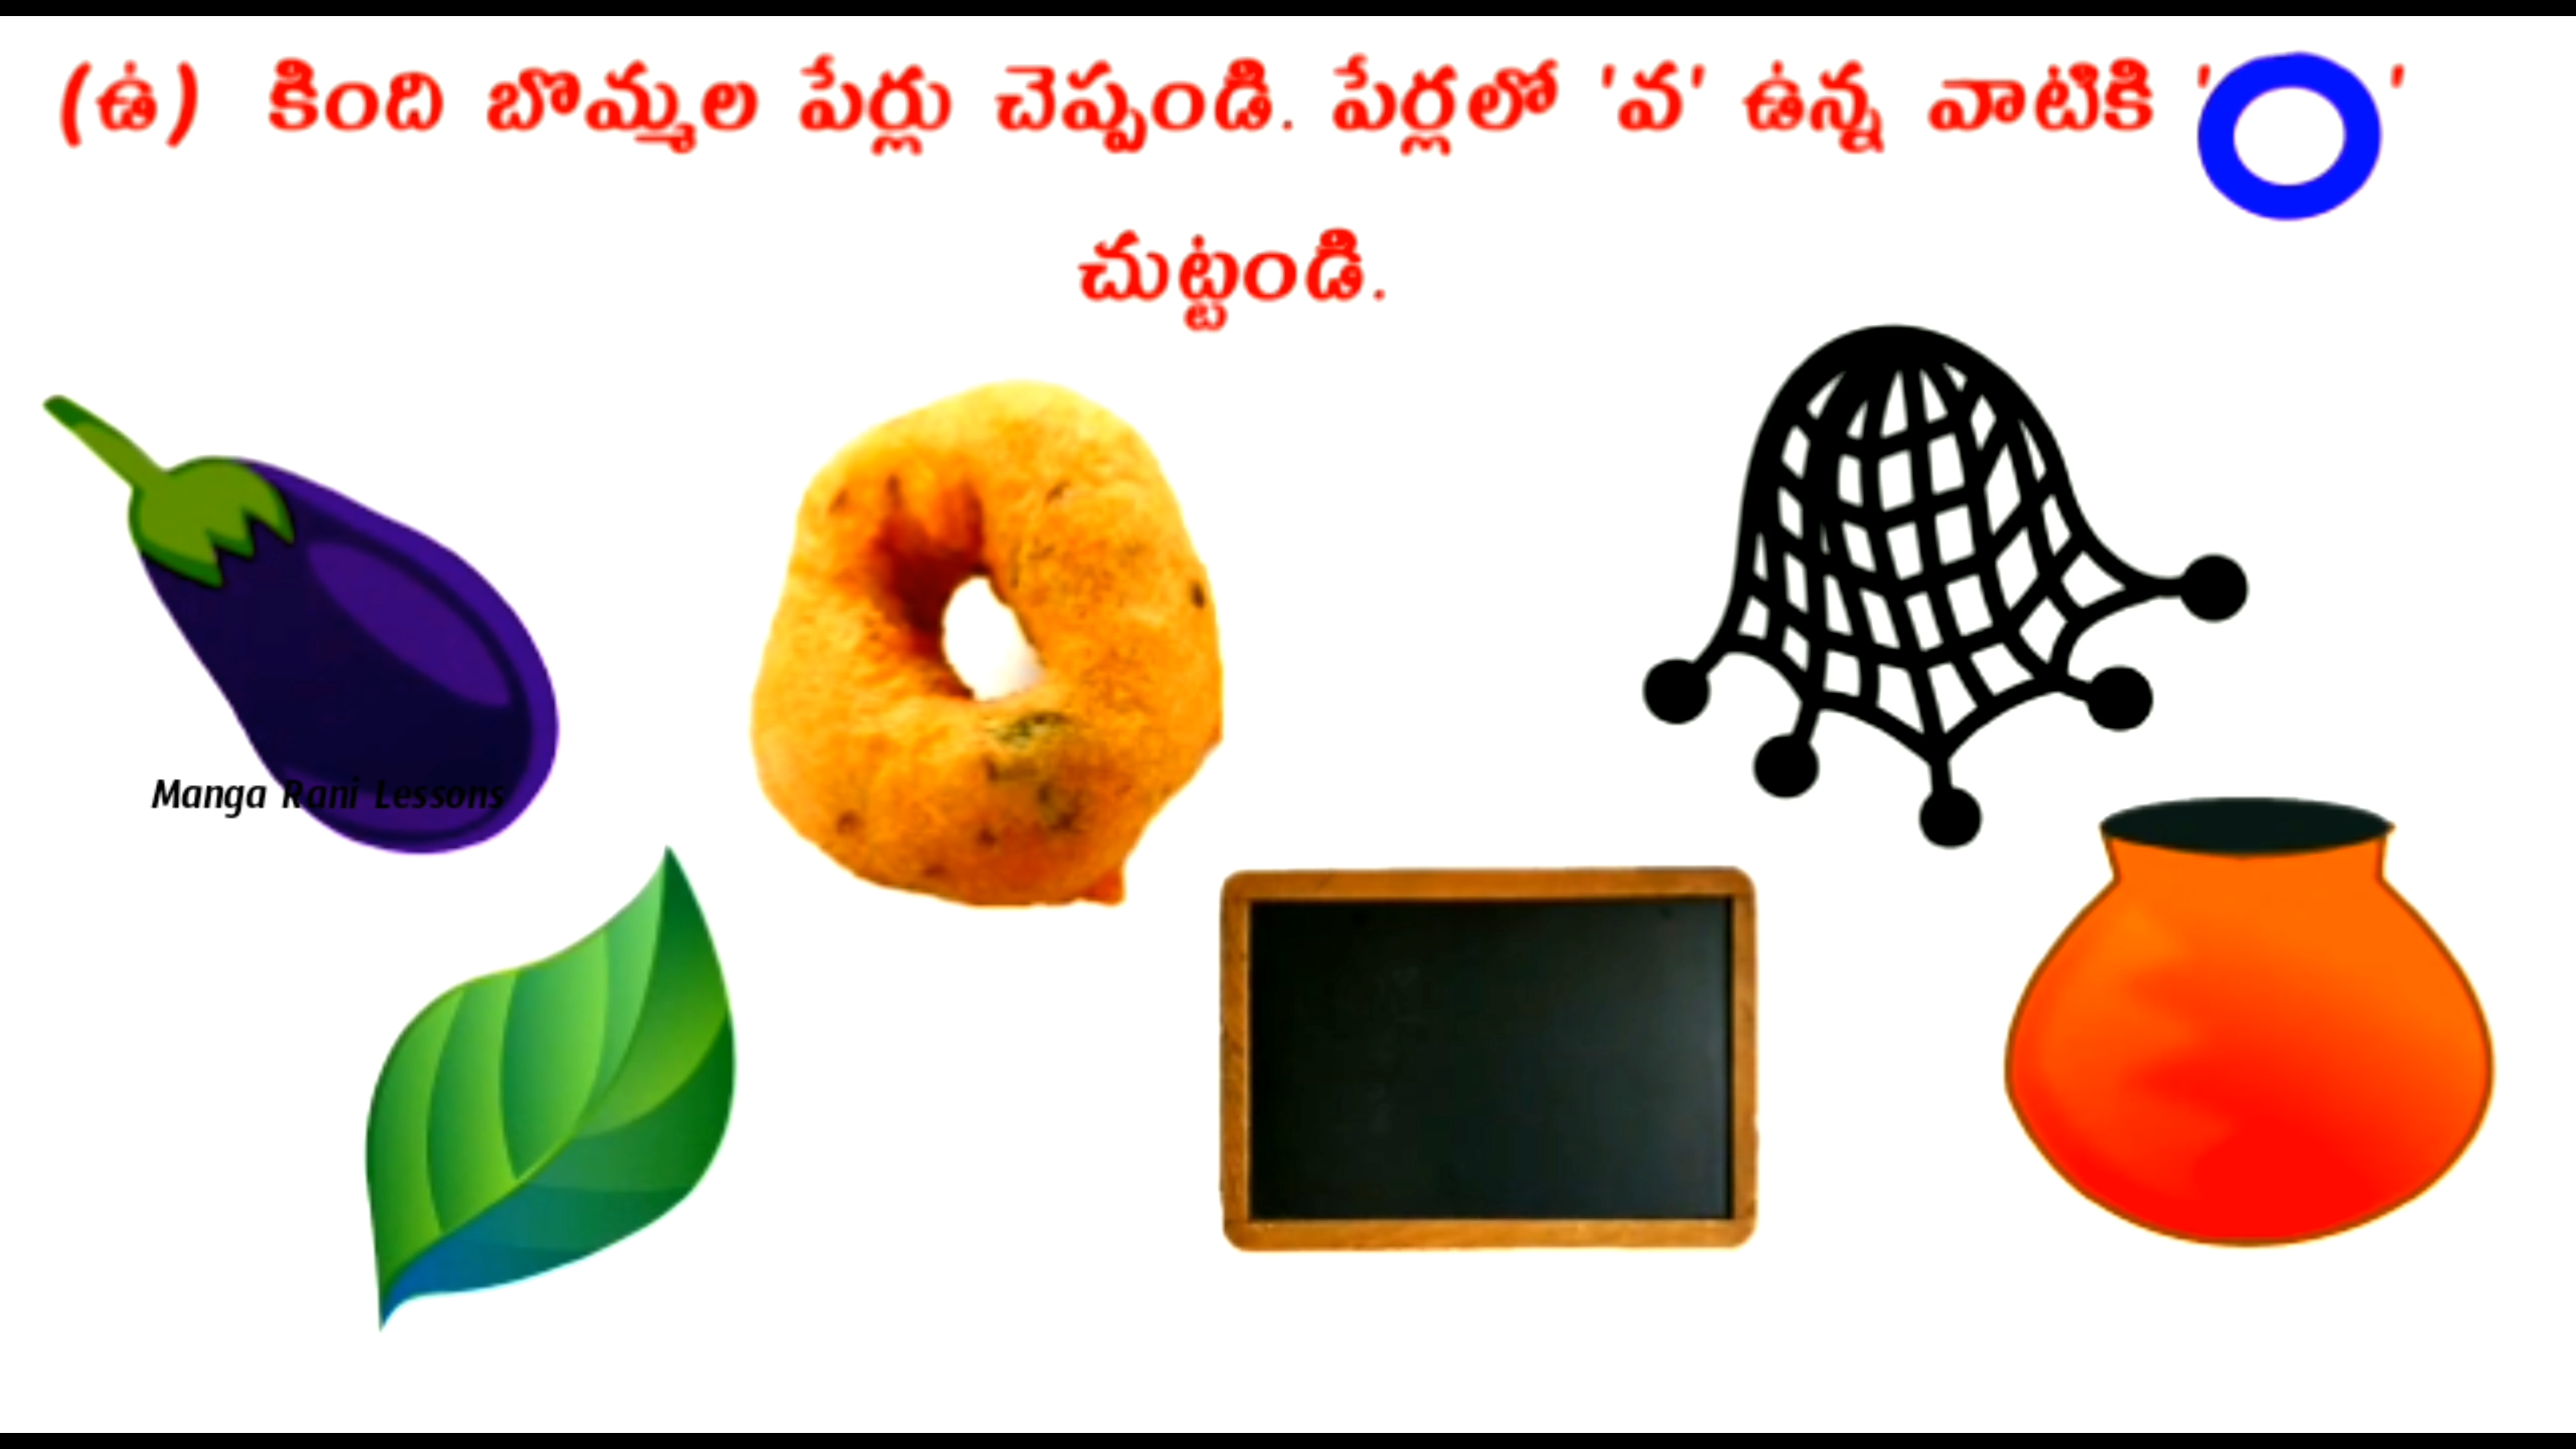 (ఉ) కింది బొమ్మల పేర్లు చెప్పండి. పేర్లలో 'వ' ఉన్న వాటికి ' '
చుట్టండి.
Manga Rani Lessons